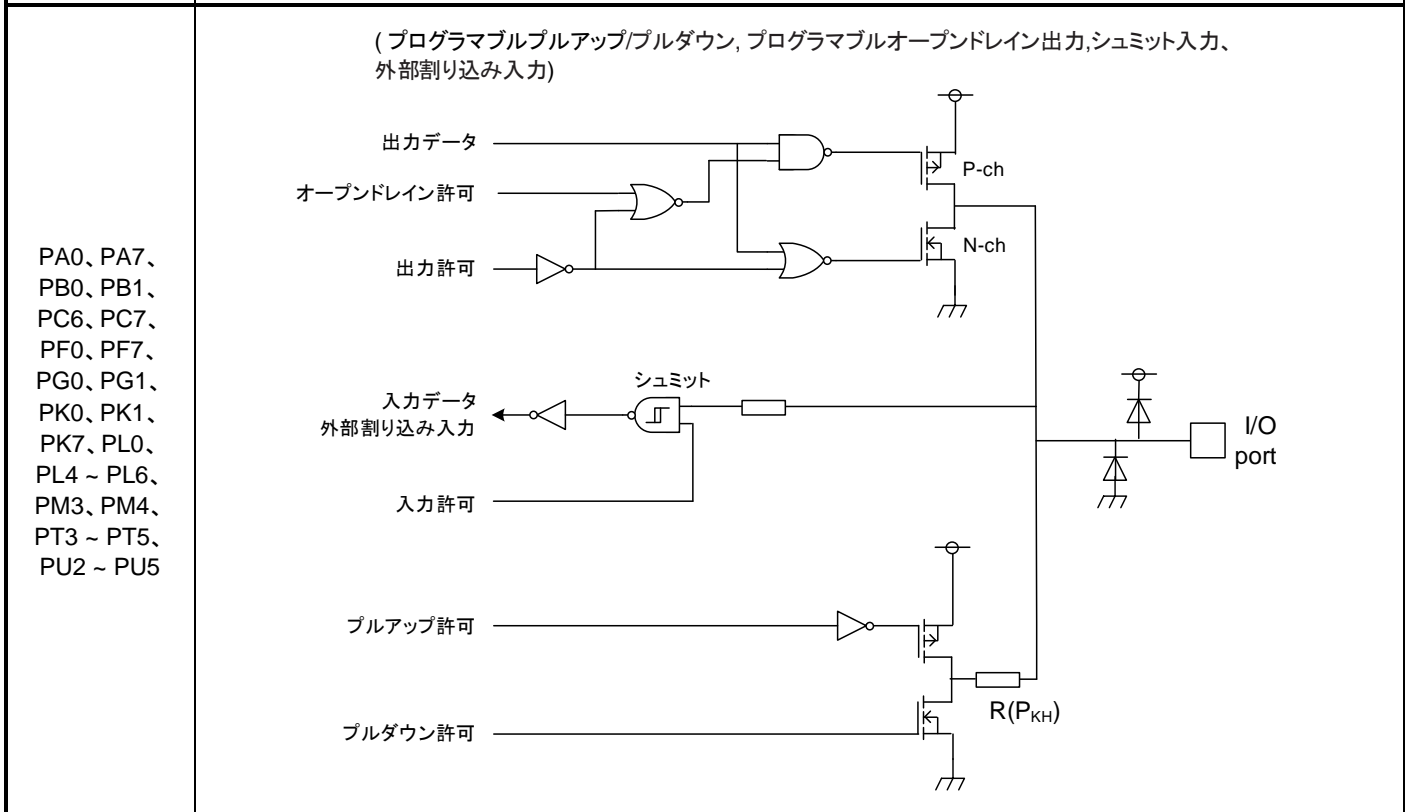 ( プログラマブルプルアップ/プルダウン, プログラマブルオープンドレイン出力,シュミット入力、
外部割り込み入力)
PA0、PA7、
PB0、PB1、
PC6、PC7、
PF0、PF7、
PG0、PG1、
PK0、PK1、
PK7、PL0、
PL4 ~ PL6、
PM3、PM4、
PT3 ~ PT5、
PU2 ~ PU5
出力データ
オープンドレイン許可
出力許可
P-ch
N-ch
シュミット
入力データ
外部割り込み入力
入力許可
I/O
port
プルアップ許可
プルダウン許可
R(PKH)